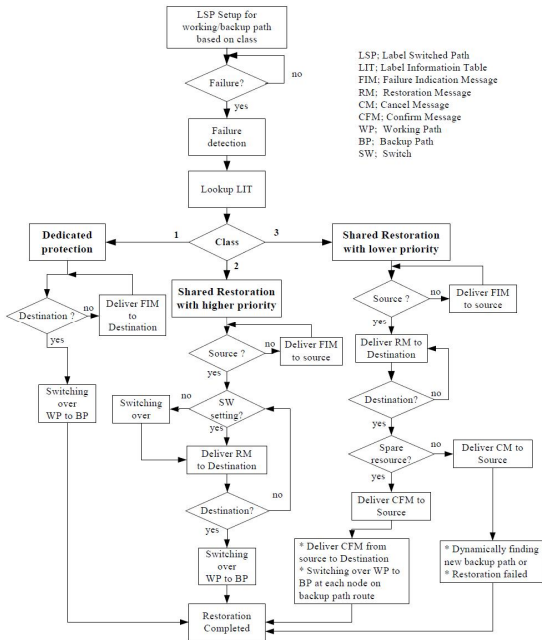 LSP Setup for
working/backup path
based on class
LSP; Label Switched Path
LIT; Label Informatioin Table
FIM; Failure Indication Message
RM; Restoration Message
CM; Cancel Message
CFM; Confirm Message
WP; Working Path
BP; Backup Path
SW; Switch
Failure?
no
yes
Failure
detection
Lookup LIT
Class
1
2
3
Dedicated
protection
Destination ?
no
Deliver FIM
to
Destination
yes
Switching
over
WP to BP
Shared Restoration
with higher priority
Source ?
no
Deliver FIM
to source
yes
SW
setting?
no
Switching
over
yes
Deliver RM
to Destination
Destination?
no
yes
Switching
over
WP to BP
Shared Restoration
with lower priority
Source ?
no
Deliver FIM
to source
yes
Deliver RM to
Destination
Destination?
no
Spare
resource?
no
Deliver CM to
Source
yes
Deliver CFM to
Source
* Deliver CFM from
source to Destination
* Switching over WP to
BP at each node on
backup path route
* Dynamically finding
new backup path or
* Restoration failed
Restoration
Completed